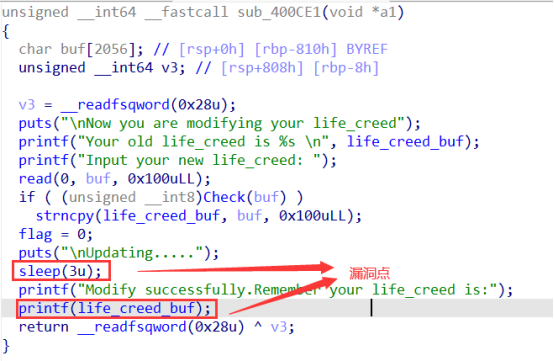 unsigned __int64 __fastcall sub_400CE1(void *a1)
{
char buf[2056]; // [rsp+0h] [rbp-810h] BYREF
unsigned __int64 v3; // [rsp+808h] [rbp-8h]
v3 = __readfsqword(0x28u);
puts("\nNow you are modifying your life_creed");
printf("Your old life_creed is %s \n", life_creed_buf);
printf("Input your new life_creed: ");
read(0, buf, 0x100uLL);
if ( (unsigned __int8)Check(buf) )
strncpy(life_creed_buf, buf, 0x100uLL);
flag = 0;
puts("\nUpdating.....");
sleep(3u);
漏洞点
printf("Modify successfully.Remember your life_creed is:");
printf(life_creed_buf);
return __readfsqword(0x28u) ^ v3;
}